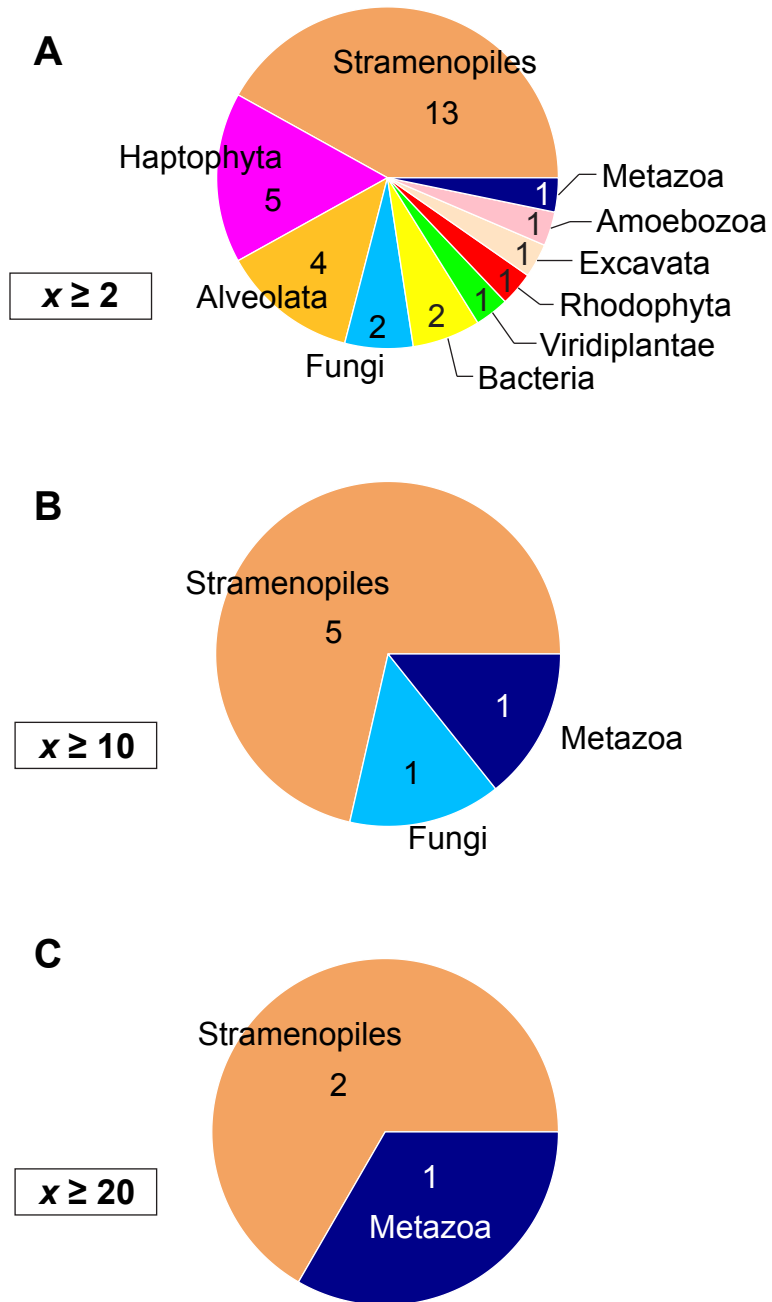 A
Stramenopiles
13
Haptophyta
5
4
Alveolata
2
Fungi
2
Bacteria
1
Viridiplantae
1
Rhodophyta
1
Excavata
1
Amoebozoa
1
Metazoa
x ≥ 2
B
Stramenopiles
5
1
Metazoa
1
Fungi
x ≥ 10
C
Stramenopiles
2
1
Metazoa
x ≥ 20